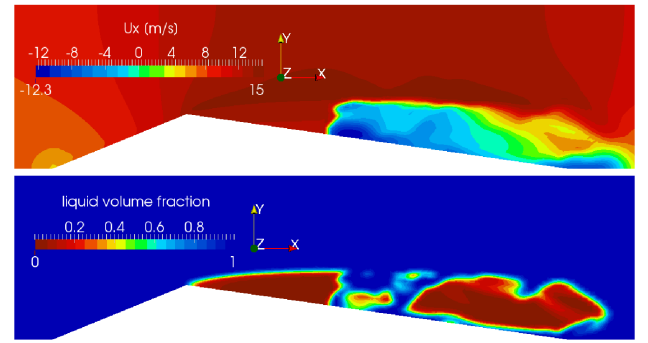 Ux (m/s)
-12 -8 -4 0 4 8 12
-12.3 15
Y
Z X
liquid volume fraction
0.2 0.4 0.6 0.8
0 1
Y
Z X